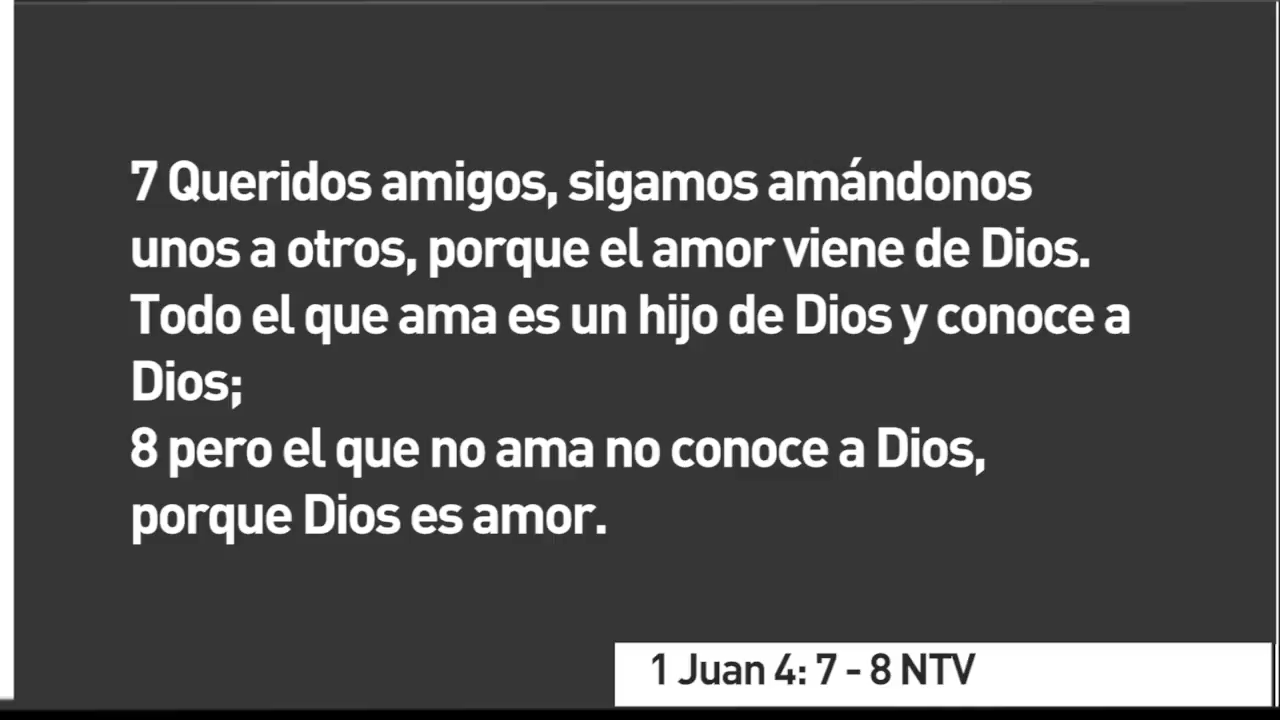 7 Queridos amigos, sigamos amándonos
unos a otros, porque el amor viene de Dios.
Todo el que ama es un hijo de Dios y conoce a
Dios;
8 pero el que no ama no conoce a Dios,
porque Dios es amor.
1 Juan 4: 7 - 8 NTV